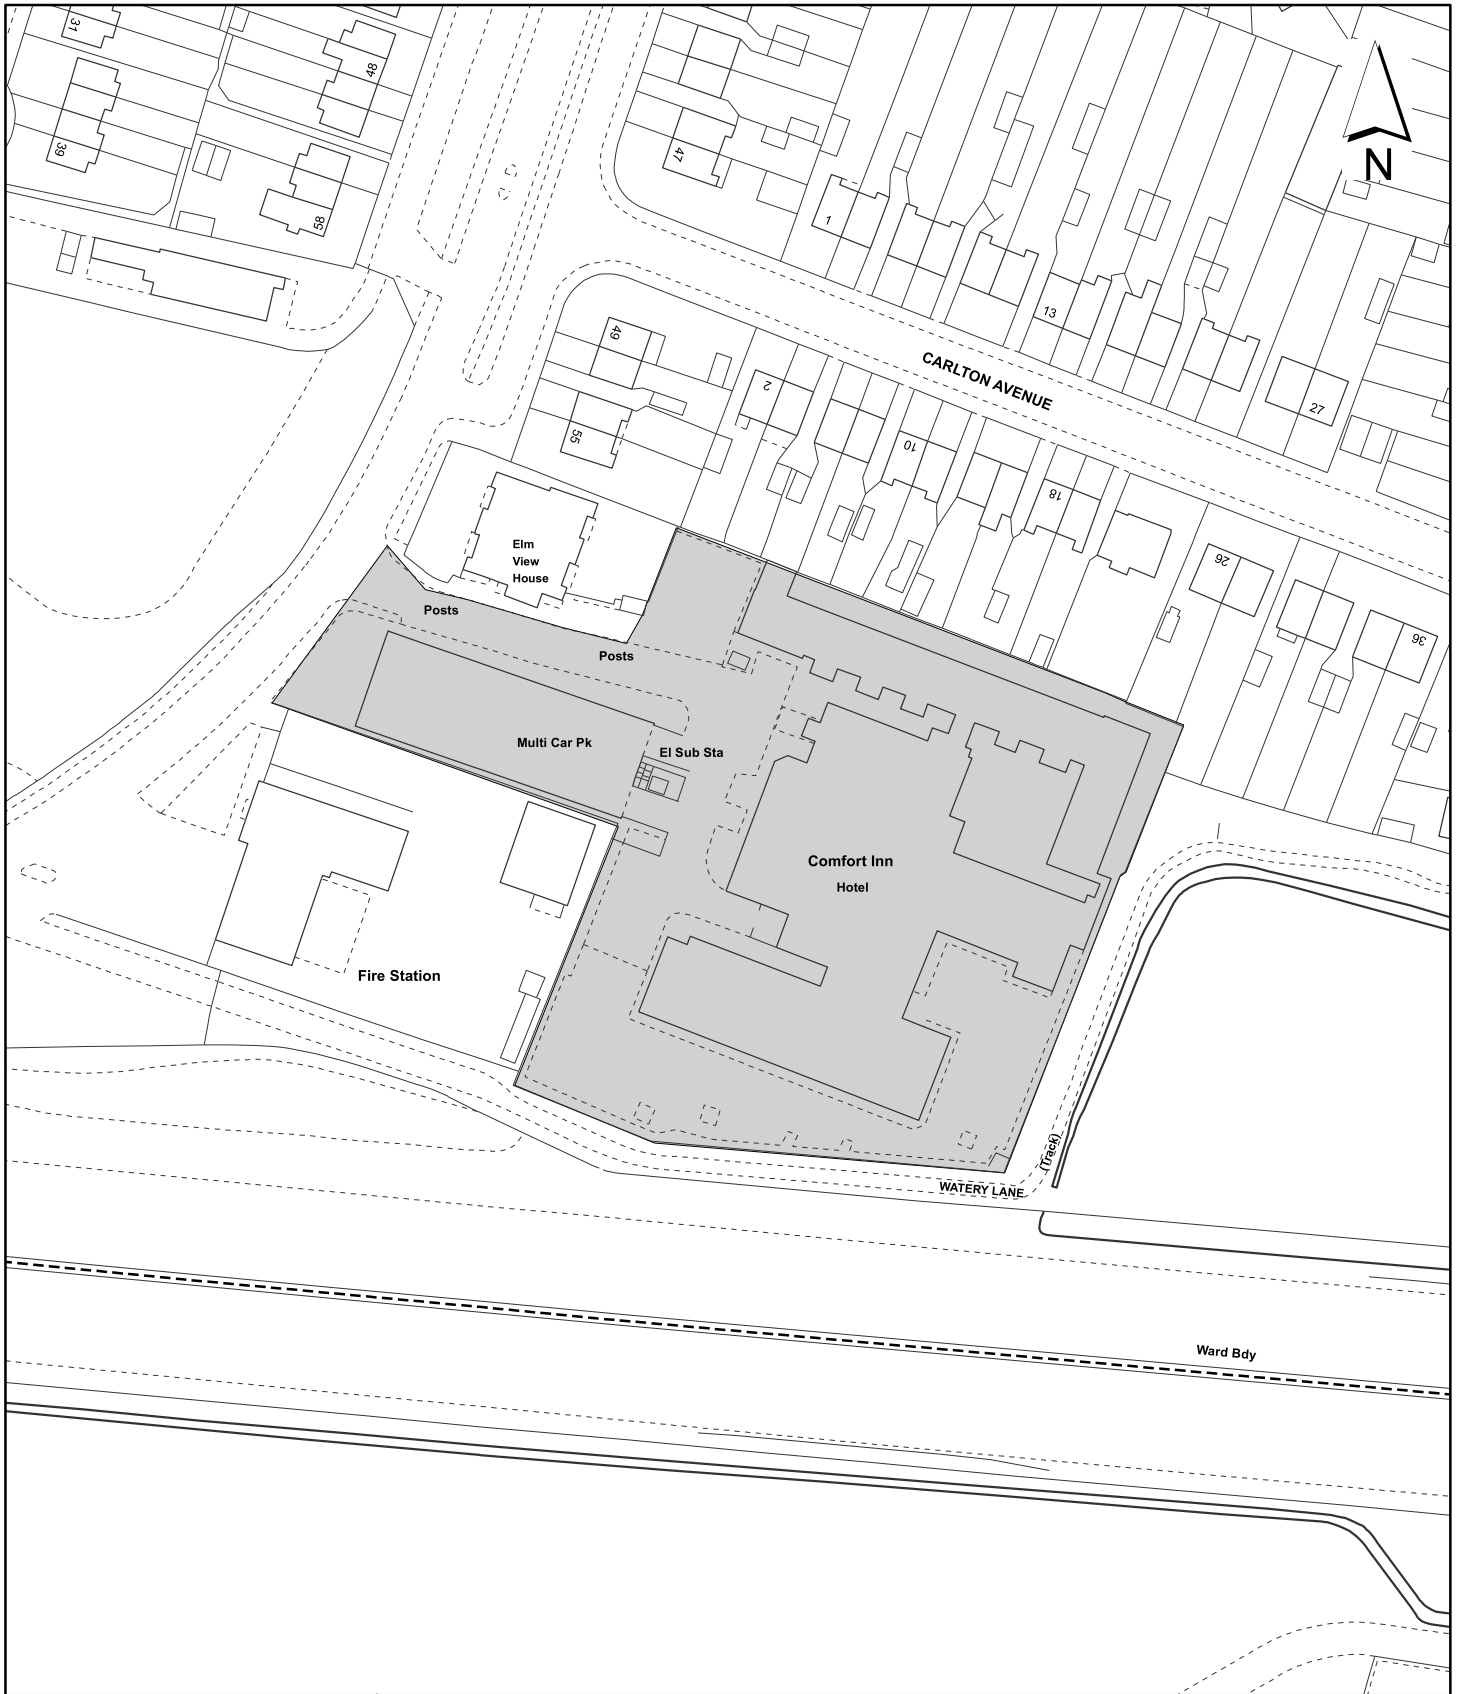 31
48
39
58
47
N
1
13
27
CARLTON AVENUE
49
2
55
10
18
26
36
Elm
View
House
Posts
Posts
Multi Car Pk
El Sub Sta
Comfort Inn
Hotel
Fire Station
(Track)
WATERY LANE
Ward Bdy